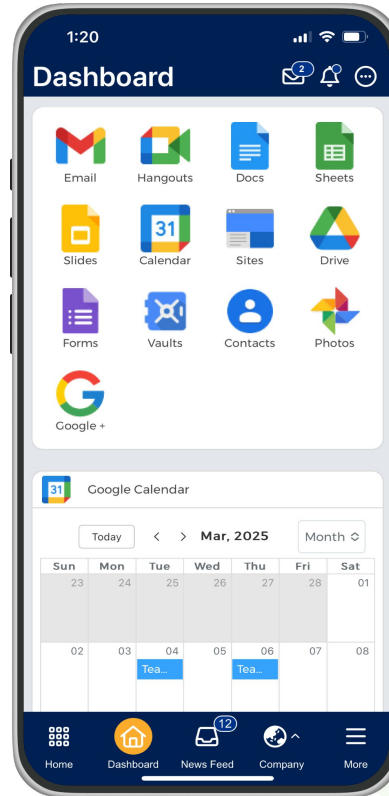 1:20
Dashboard
2
Email Hangouts Docs Sheets
31
Slides Calendar Sites Drive
Forms Vaults Contacts Photos
Google +
31 Google Calendar
Today < > Mar, 2025 Month
Sun Mon Tue Wed Thu Fri Sat
23 24 25 26 27 28 01
02 03 04 05 06 07 08
Tea... Tea...
12
Home Dashboard News Feed Company More